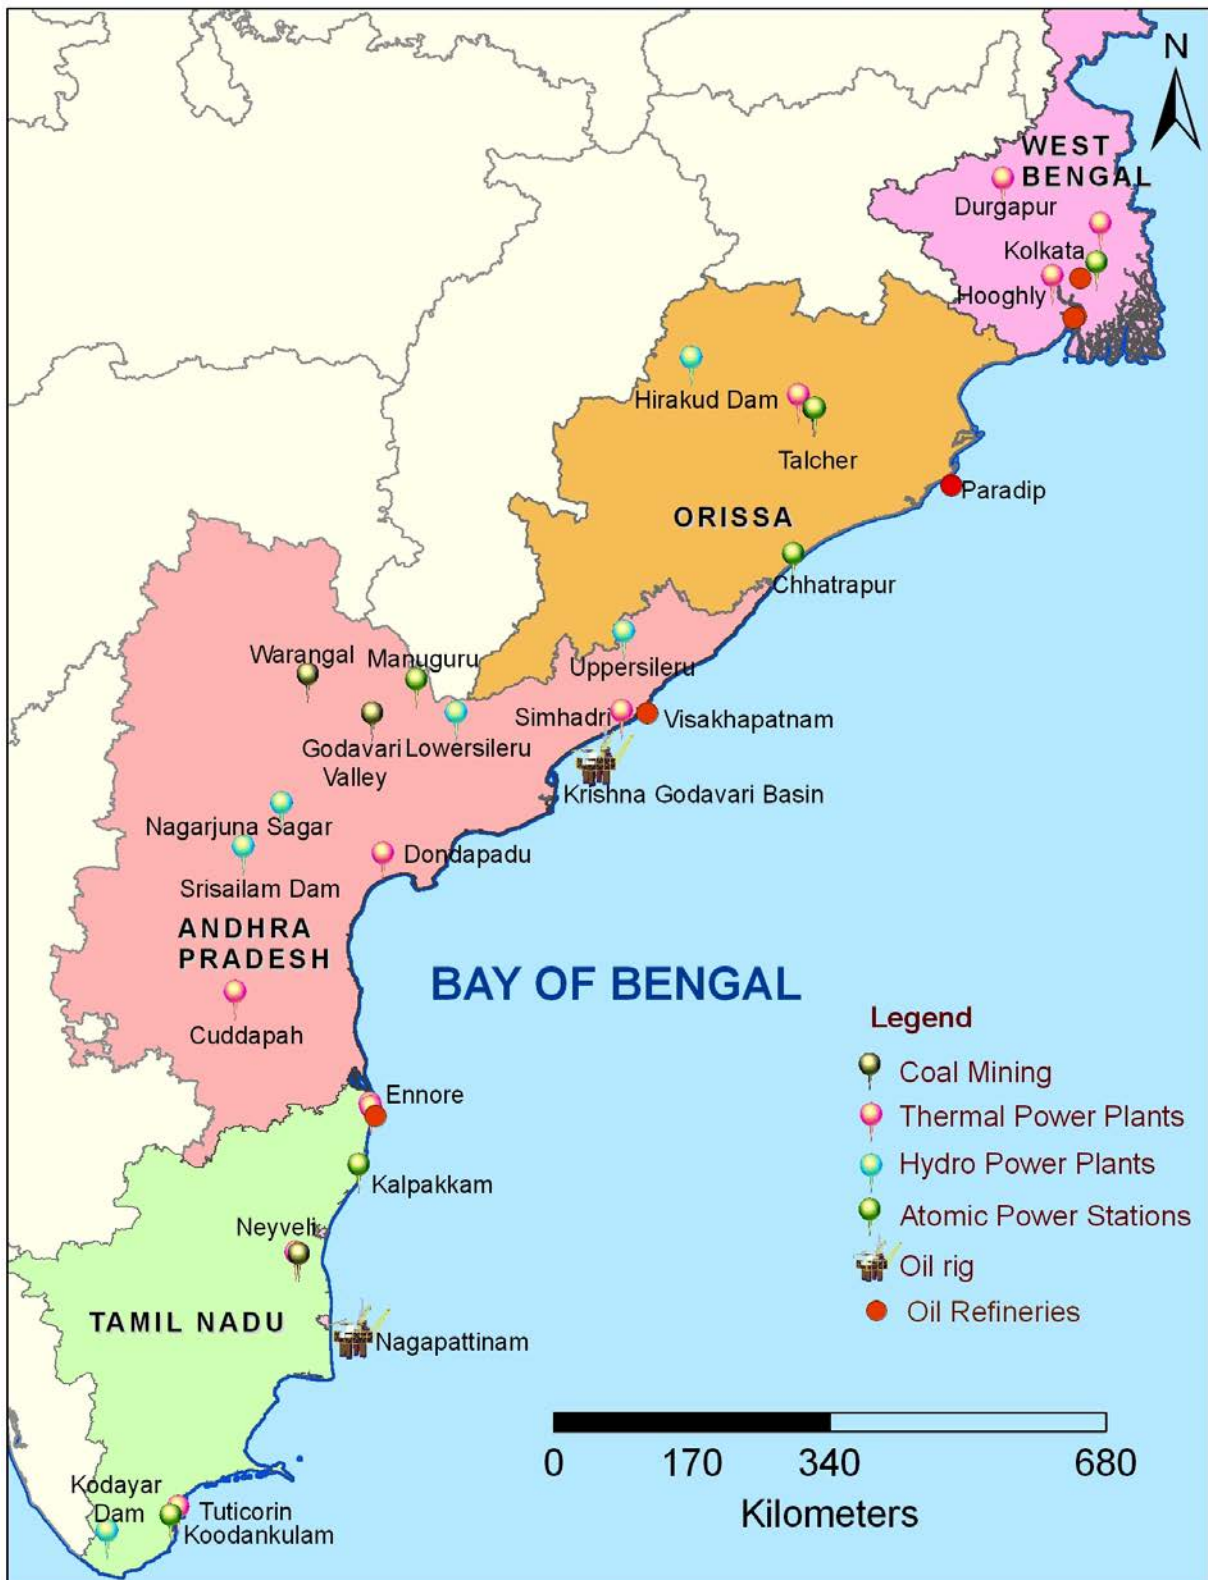 N
WEST
BENGAL
Durgapur
Kolkata
Hooghly
Hirakud Dam
Talcher
Paradip
ORISSA
Chhatrapur
Warangal
Manuguru
Uppersileru
Simhadri
Visakhapatnam
Godavari
Valley
Lowersileru
Krishna Godavari Basin
Nagarjuna Sagar
Dondapadu
Srisailam Dam
ANDHRA
PRADESH
BAY OF BENGAL
Cuddapah
Legend
Coal Mining
Thermal Power Plants
Hydro Power Plants
Atomic Power Stations
Oil rig
Oil Refineries
Ennore
Kalpakkam
Neyveli
TAMIL NADU
Nagapattinam
0 170 340 680
Kilometers
Kodayar
Dam
Tuticorin
Koodankulam